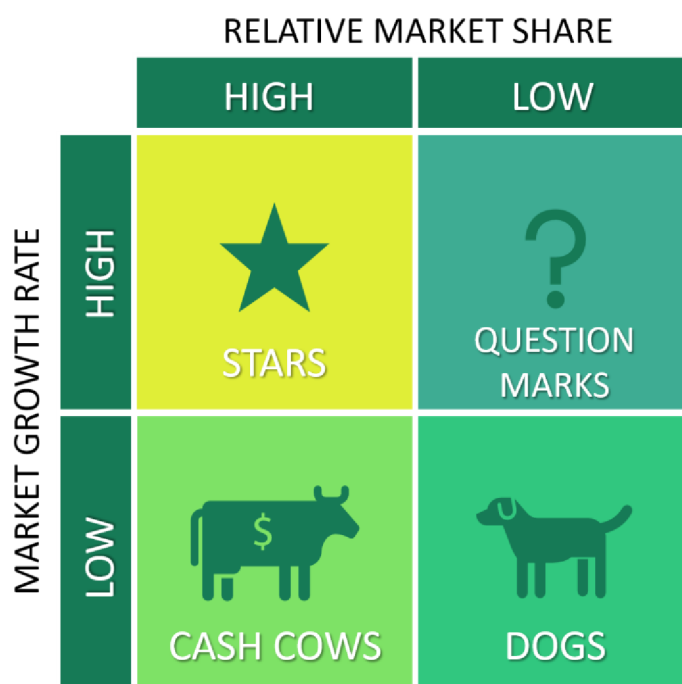 RELATIVE MARKET SHARE
HIGH
LOW
MARKET GROWTH RATE
HIGH
STARS
?
QUESTION
MARKS
LOW
$
CASH COWS
DOGS